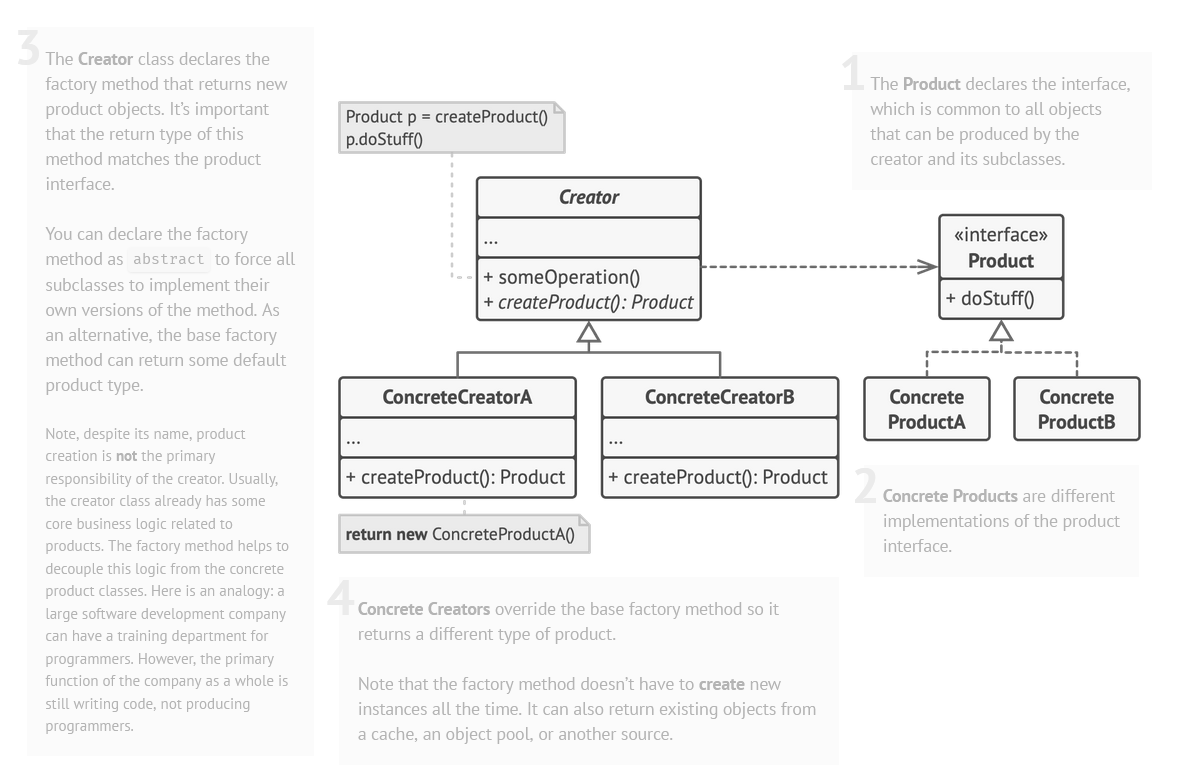 3
The Creator class declares the
factory method that returns new
product objects. It's important
that the return type of this
method matches the product
interface.
You can declare the factory
method as abstract to force all
subclasses to implement their
own versions of the method. As
an alternative, the base factory
method can return some default
product type.
Note, despite its name, product
creation is not the primary
responsibility of the creator. Usually,
the creator class already has some
core business logic related to
products. The factory method helps to
decouple this logic from the concrete
product classes. Here is an analogy: a
large software development company
can have a training department for
programmers. However, the primary
function of the company as a whole is
still writing code, not producing
programmers.
Product p = createProduct()
p.doStuff()
Creator
...
+ someOperation()
+ createProduct(): Product
ConcreteCreatorA
...
+ createProduct(): Product
ConcreteCreatorB
...
+ createProduct(): Product
return new ConcreteProductA()
1
The Product declares the interface,
which is common to all objects
that can be produced by the
creator and its subclasses.
«interface»
Product
+ doStuff()
Concrete
ProductA
Concrete
ProductB
2
Concrete Products are different
implementations of the product
interface.
4
Concrete Creators override the base factory method so it
returns a different type of product.
Note that the factory method doesn't have to create new
instances all the time. It can also return existing objects from
a cache, an object pool, or another source.